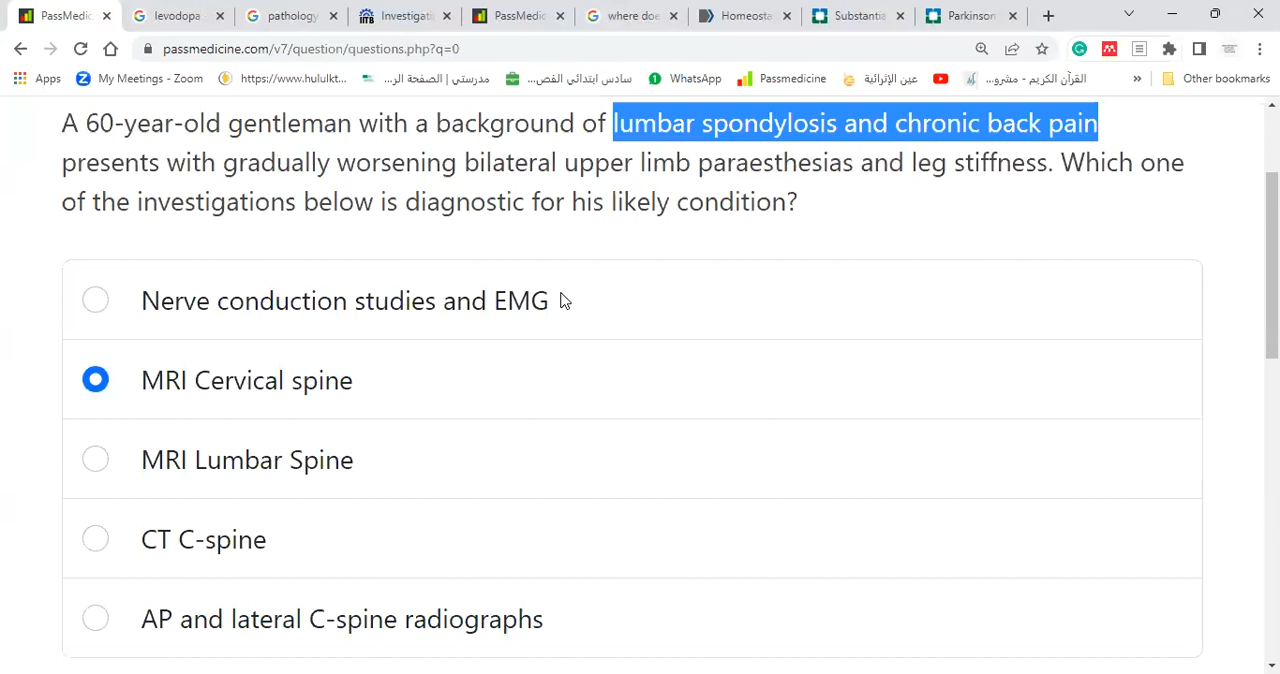 PassMedic
levodopa
pathology
Investigati
PassMedic
where doe
Homeosta
Substantia
Parkinson
passmedicine.com/v7/question/questions.php?q=0
Apps
My Meetings - Zoom
https://www.hululkt...
مدرستي | الصفحة الر...
سادس ابتدائي الفص...
WhatsApp
Passmedicine
عين الإثرائية
القرآن الكريم - مشرو...
»
Other bookmarks
A 60-year-old gentleman with a background of lumbar spondylosis and chronic back pain
presents with gradually worsening bilateral upper limb paraesthesias and leg stiffness. Which one
of the investigations below is diagnostic for his likely condition?
Nerve conduction studies and EMG
MRI Cervical spine
MRI Lumbar Spine
CT C-spine
AP and lateral C-spine radiographs